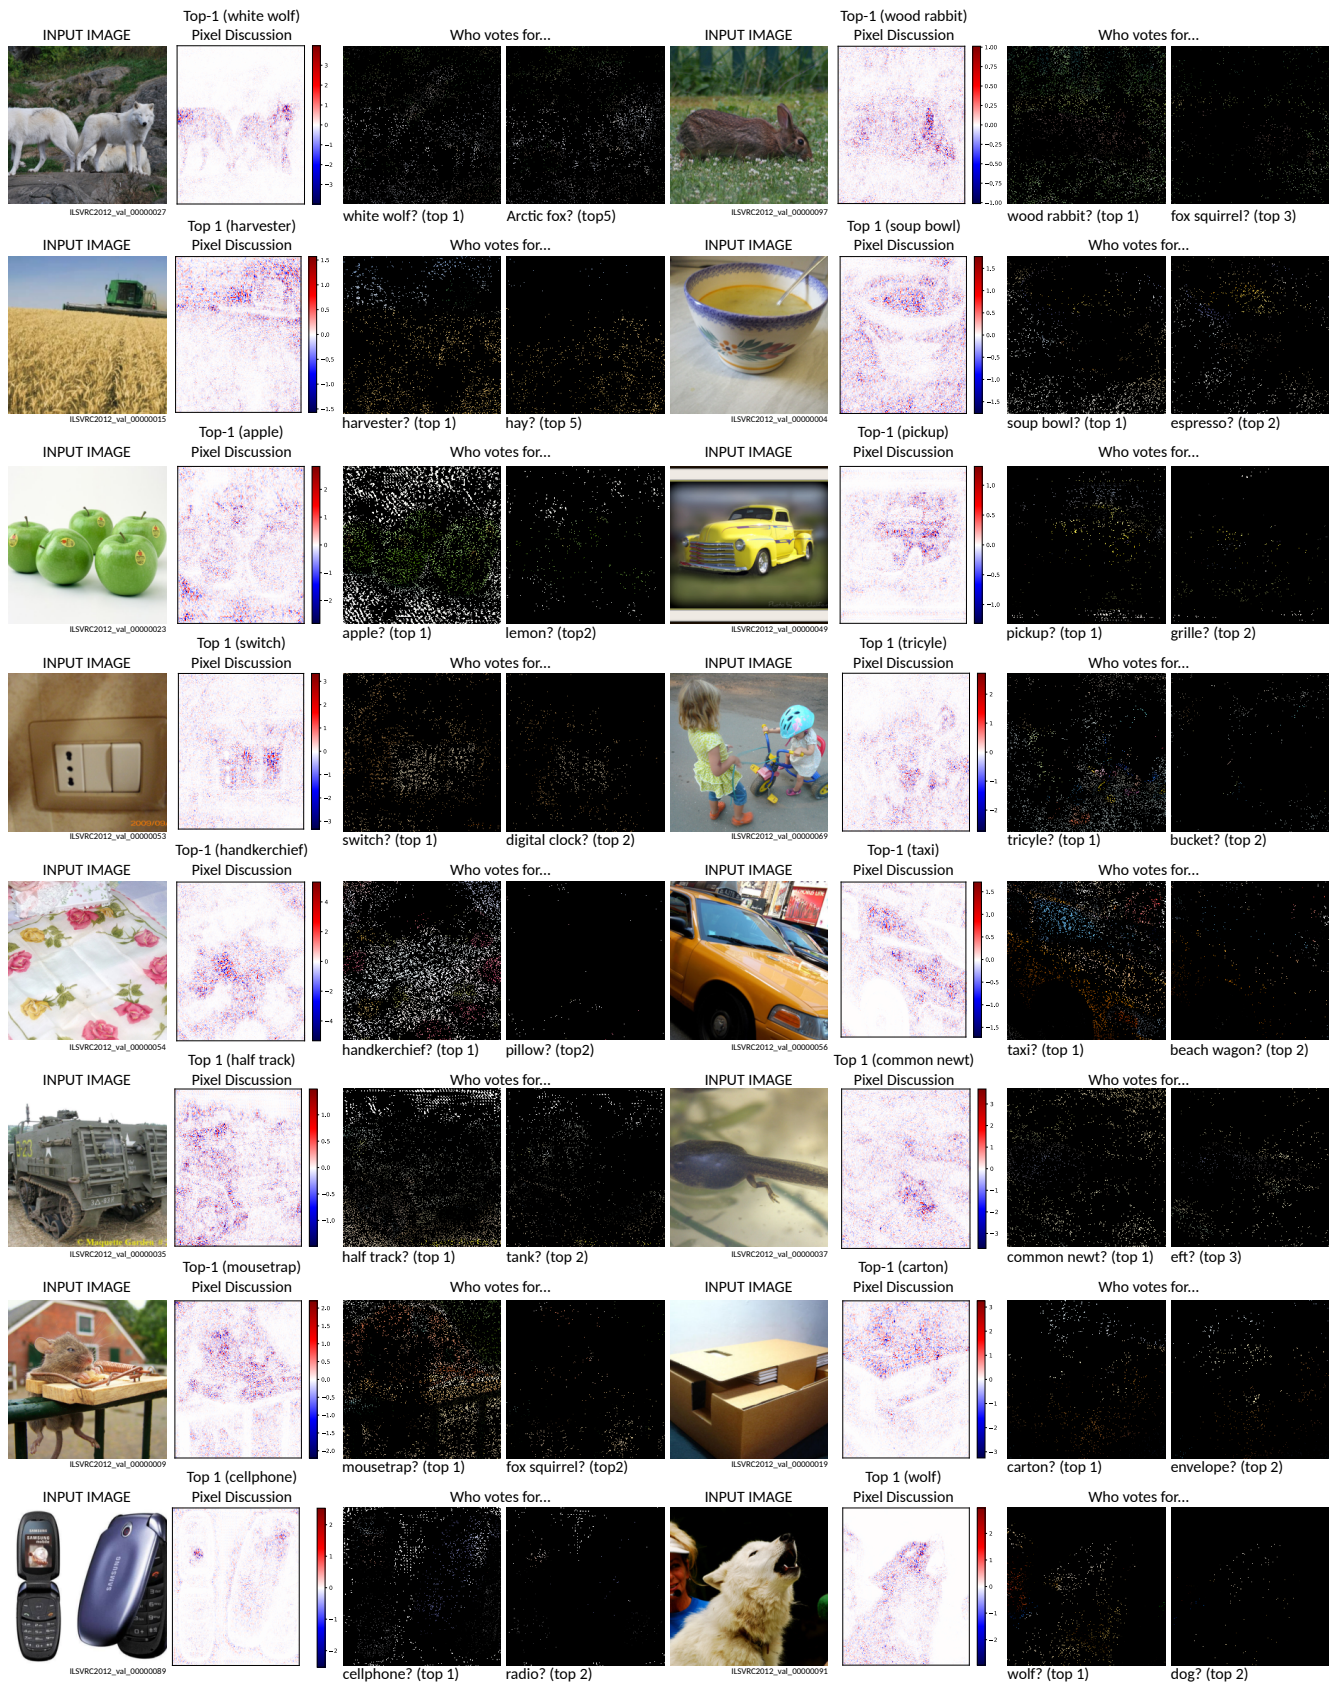 Top-1 (white wolf)
INPUT IMAGE Pixel Discussion Who votes for...
ILSVRC2012_val_00000027
white wolf? (top 1) Arctic fox? (top5)
Top-1 (wood rabbit)
INPUT IMAGE Pixel Discussion Who votes for...
ILSVRC2012_val_00000097
wood rabbit? (top 1) fox squirrel? (top 3)
Top 1 (harvester)
INPUT IMAGE Pixel Discussion Who votes for...
ILSVRC2012_val_00000015
harvester? (top 1) hay? (top 5)
Top 1 (soup bowl)
INPUT IMAGE Pixel Discussion Who votes for...
ILSVRC2012_val_00000004
soup bowl? (top 1) espresso? (top 2)
Top-1 (apple)
INPUT IMAGE Pixel Discussion Who votes for...
ILSVRC2012_val_00000023
apple? (top 1) lemon? (top2)
Top-1 (pickup)
INPUT IMAGE Pixel Discussion Who votes for...
ILSVRC2012_val_00000049
pickup? (top 1) grille? (top 2)
Top 1 (switch)
INPUT IMAGE Pixel Discussion Who votes for...
ILSVRC2012_val_00000053
switch? (top 1) digital clock? (top 2)
Top 1 (tricyle)
INPUT IMAGE Pixel Discussion Who votes for...
ILSVRC2012_val_00000069
tricyle? (top 1) bucket? (top 2)
Top-1 (handkerchief)
INPUT IMAGE Pixel Discussion Who votes for...
ILSVRC2012_val_00000054
handkerchief? (top 1) pillow? (top2)
Top-1 (taxi)
INPUT IMAGE Pixel Discussion Who votes for...
ILSVRC2012_val_00000056
taxi? (top 1) beach wagon? (top 2)
Top 1 (half track)
INPUT IMAGE Pixel Discussion Who votes for...
ILSVRC2012_val_00000035
half track? (top 1) tank? (top 2)
Top 1 (common newt)
INPUT IMAGE Pixel Discussion Who votes for...
ILSVRC2012_val_00000037
common newt? (top 1) eft? (top 3)
Top-1 (mousetrap)
INPUT IMAGE Pixel Discussion Who votes for...
ILSVRC2012_val_00000009
mousetrap? (top 1) fox squirrel? (top2)
Top-1 (carton)
INPUT IMAGE Pixel Discussion Who votes for...
ILSVRC2012_val_00000019
carton? (top 1) envelope? (top 2)
Top 1 (cellphone)
INPUT IMAGE Pixel Discussion Who votes for...
SAMSUNG
ILSVRC2012_val_00000089
cellphone? (top 1) radio? (top 2)
Top 1 (wolf)
INPUT IMAGE Pixel Discussion Who votes for...
ILSVRC2012_val_00000091
wolf? (top 1) dog? (top 2)